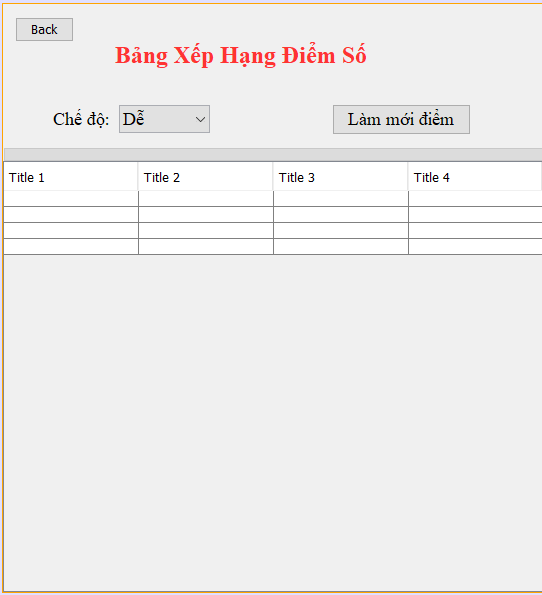 Back
Bảng Xếp Hạng Điểm Số
Chế độ: Dễ Làm mới điểm
Title 1 Title 2 Title 3 Title 4